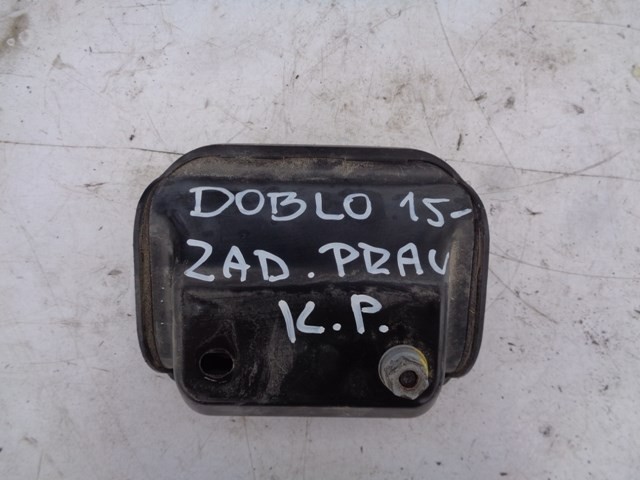 DOBLO 15-
ZAD. PRAV
K.P.